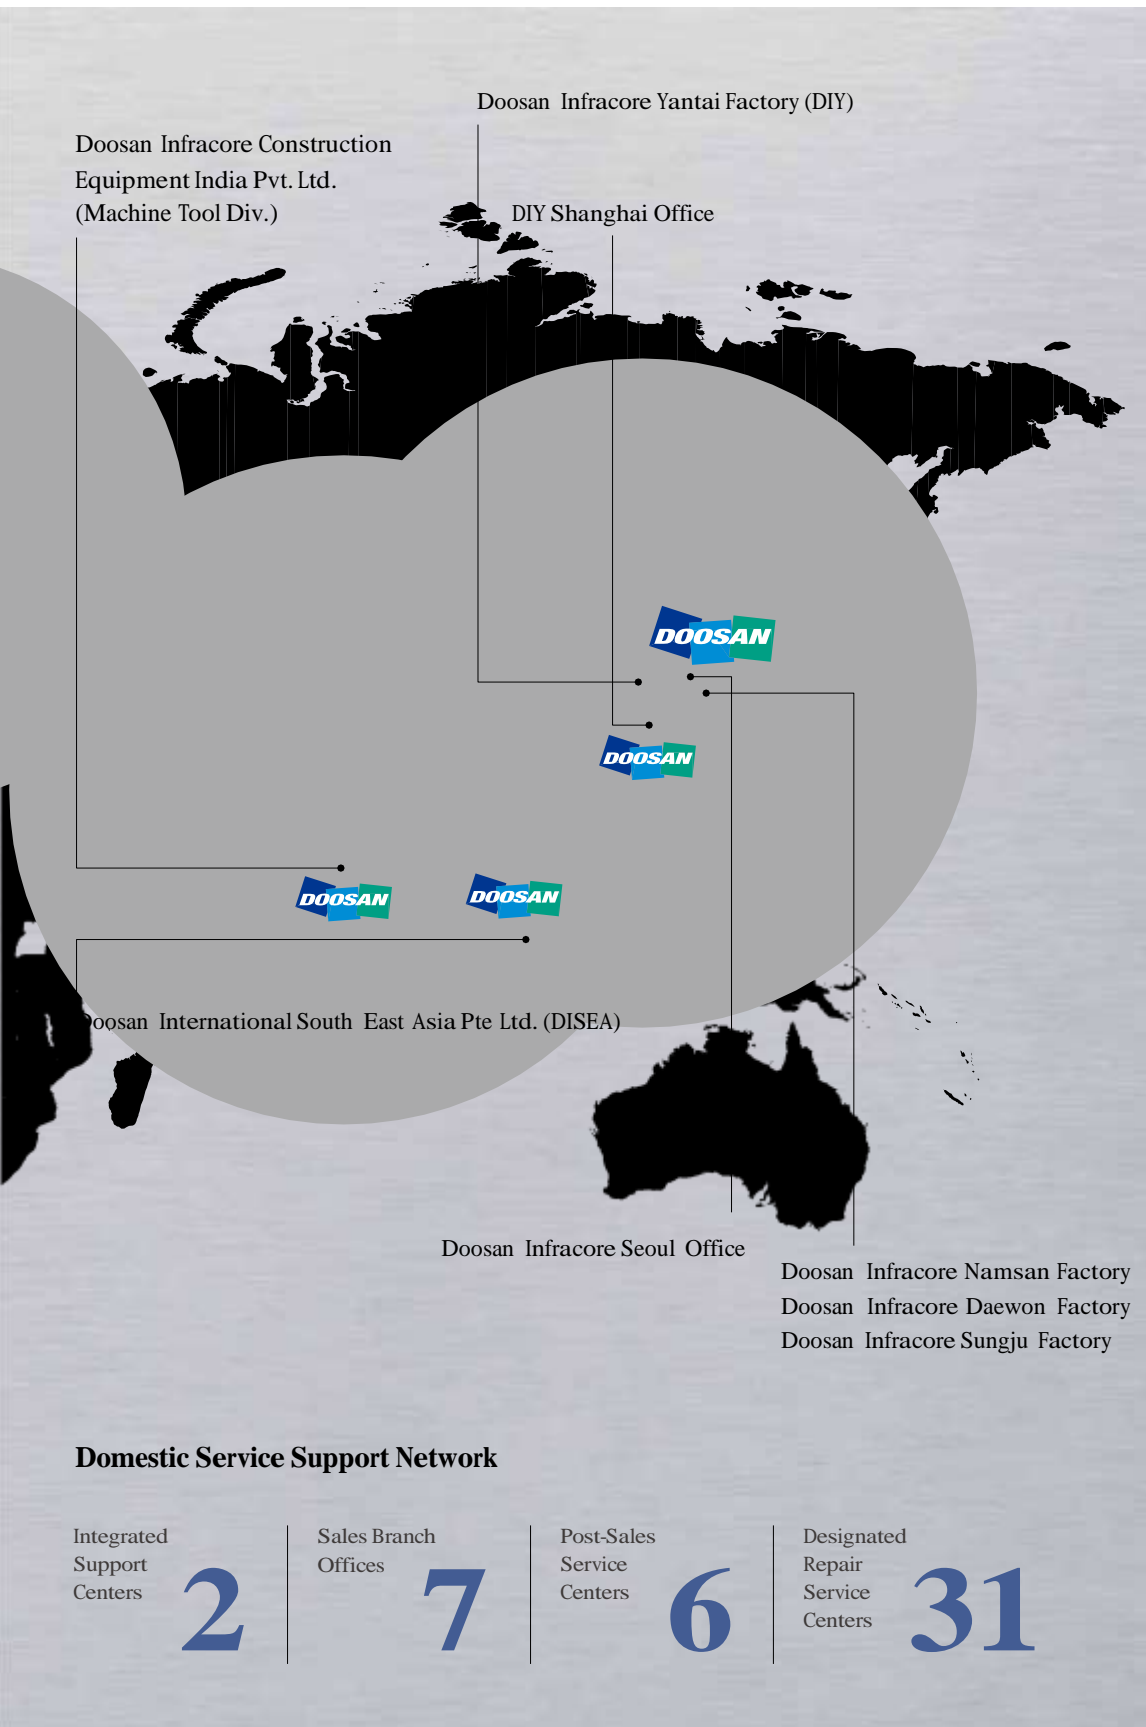 Doosan Infracore Yantai Factory (DIY)
Doosan Infracore Construction
Equipment India Pvt. Ltd.
(Machine Tool Div.)
DIY Shanghai Office
DOOSAN
DOOSAN
DOOSAN
DOOSAN
Doosan International South East Asia Pte Ltd. (DISEA)
Doosan Infracore Seoul Office
Doosan Infracore Namsan Factory
Doosan Infracore Daewon Factory
Doosan Infracore Sungju Factory
Domestic Service Support Network
Integrated
Support
Centers
2
Sales Branch
Offices
7
Post-Sales
Service
Centers
6
Designated
Repair
Service
Centers
31